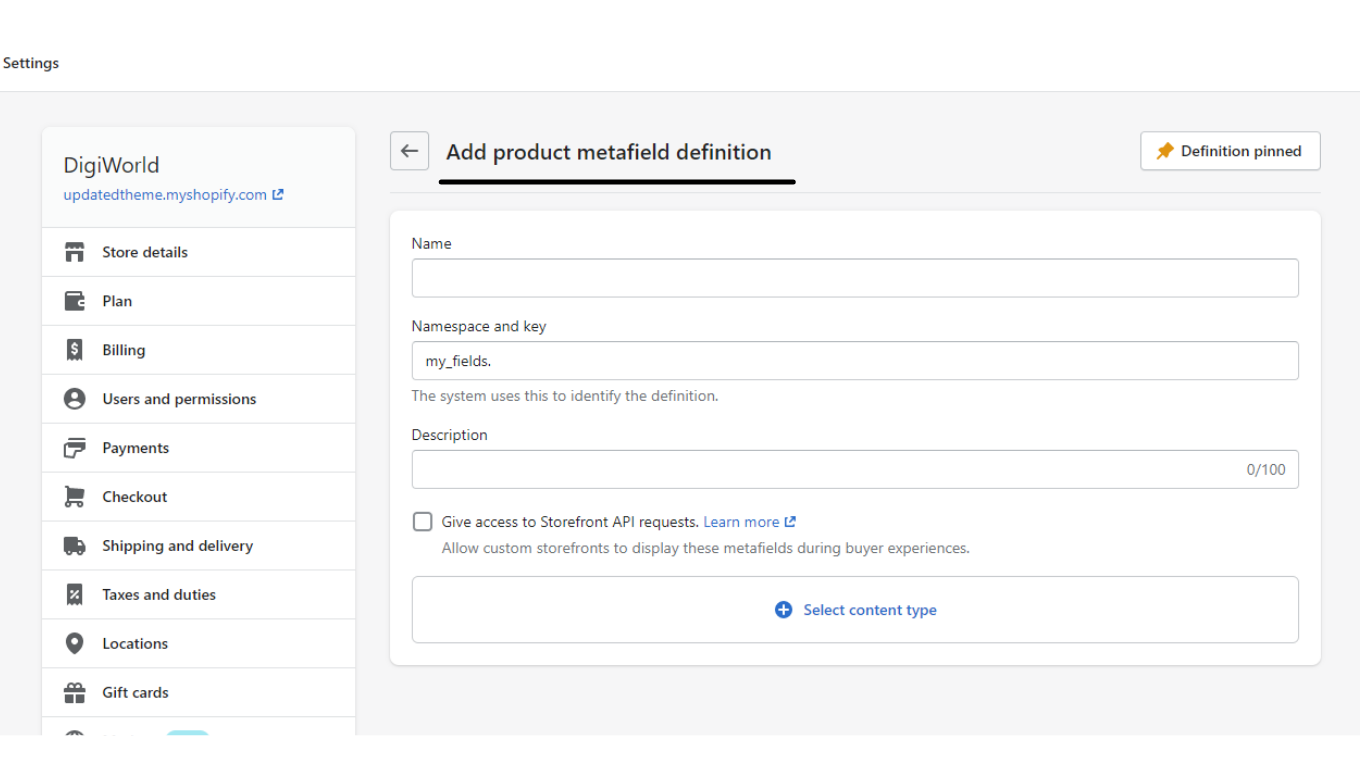 Settings
DigiWorld
updatedtheme.myshopify.com
Store details
Plan
Billing
Users and permissions
Payments
Checkout
Shipping and delivery
Taxes and duties
Locations
Gift cards
Add product metafield definition
Definition pinned
Name
Namespace and key
my_fields.
The system uses this to identify the definition.
Description
0/100
Give access to Storefront API requests. Learn more
Allow custom storefronts to display these metafields during buyer experiences.
Select content type